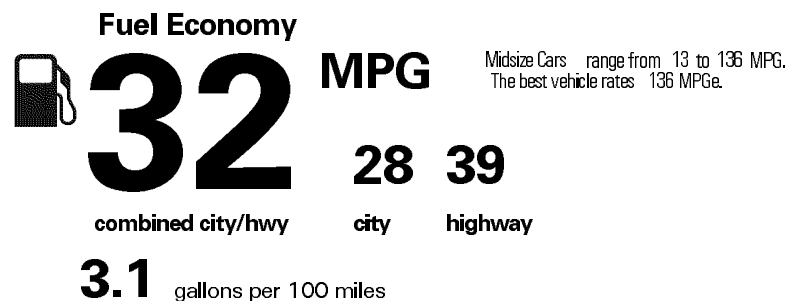 Fuel Economy
32 MPG
Midsize Cars range from 13 to 136 MPG.
The best vehicle rates 136 MPGe.
28 39
combined city/hwy city highway
3.1 gallons per 100 miles